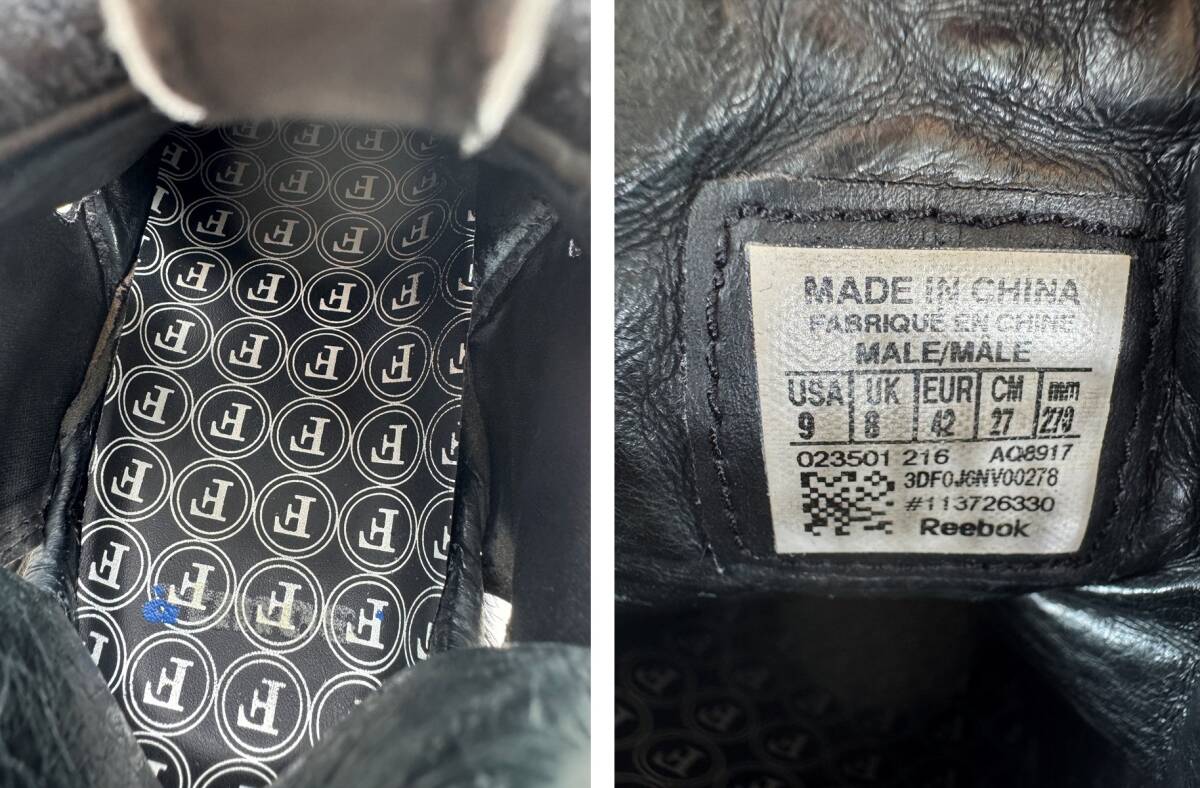 MADE IN CHINA
FABRIQUÉ EN CHINE
MALE/MÂLE
USA UK EUR CM mm
9 8 42 27 270
023501 216 AQ8917
3DF0J6NV00278
#113726330
Reebok